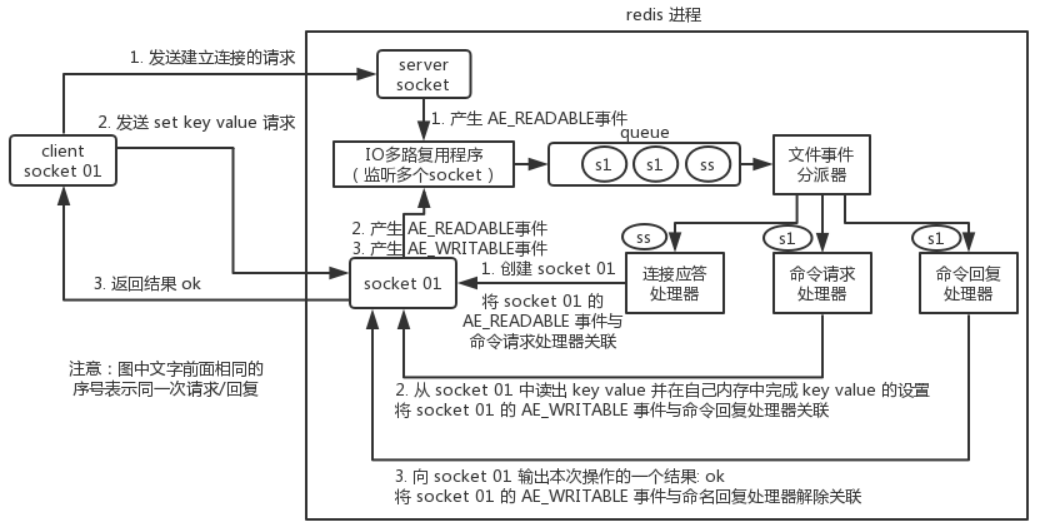 redis 进程
1. 发送建立连接的请求
server
socket
2. 发送 set key value 请求
1. 产生 AE_READABLE事件
queue
client
socket 01
IO多路复用程序
（监听多个socket）
s1
s1
ss
文件事件
分派器
2. 产生 AE_READABLE事件
3. 产生 AE_WRITABLE事件
ss
s1
s1
3. 返回结果 ok
socket 01
1. 创建 socket 01
连接应答
处理器
命令请求
处理器
命令回复
处理器
将 socket 01 的
AE_READABLE 事件与
命令请求处理器关联
注意：图中文字前面相同的
序号表示同一次请求/回复
2. 从 socket 01 中读出 key value 并在自己内存中完成 key value 的设置
将 socket 01 的 AE_WRITABLE 事件与命令回复处理器关联
3. 向 socket 01 输出本次操作的一个结果: ok
将 socket 01 的 AE_WRITABLE 事件与命名回复处理器解除关联